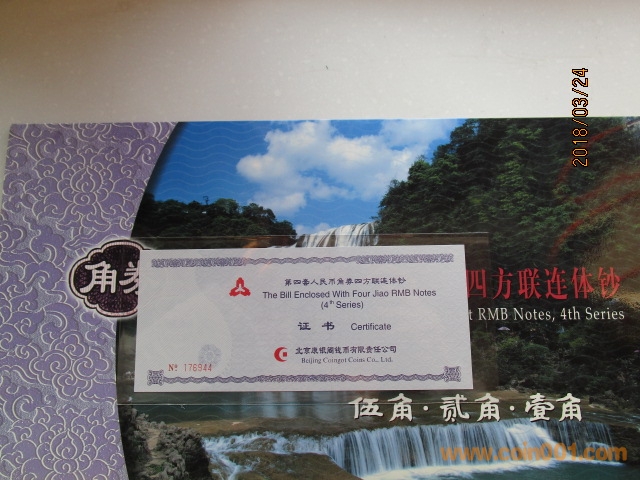 2018/03/24
角券
四方联连体钞
RMB Notes, 4th Series
第四套人民币角券四方联连体钞
The Bill Enclosed With Four Jiao RMB Notes
(4th Series)
证书 Certificate
北京康银阁钱币有限责任公司
Beijing Coingot Coins Co., Ltd.
No 176944
伍角·贰角·壹角
www.coin001.com